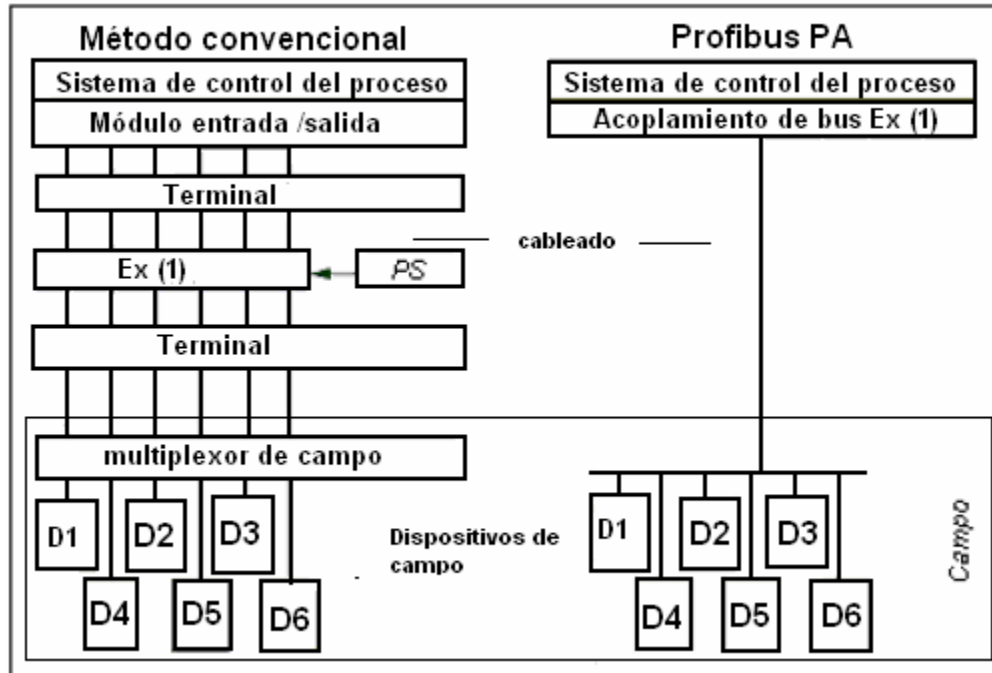 Método convencional
Sistema de control del proceso
Módulo entrada /salida
Terminal
Ex (1)
PS
Terminal
multiplexor de campo
D1
D2
D3
D4
D5
D6
cableado
Dispositivos de
campo
Profibus PA
Sistema de control del proceso
Acoplamiento de bus Ex (1)
D1
D2
D3
D4
D5
D6
Campo